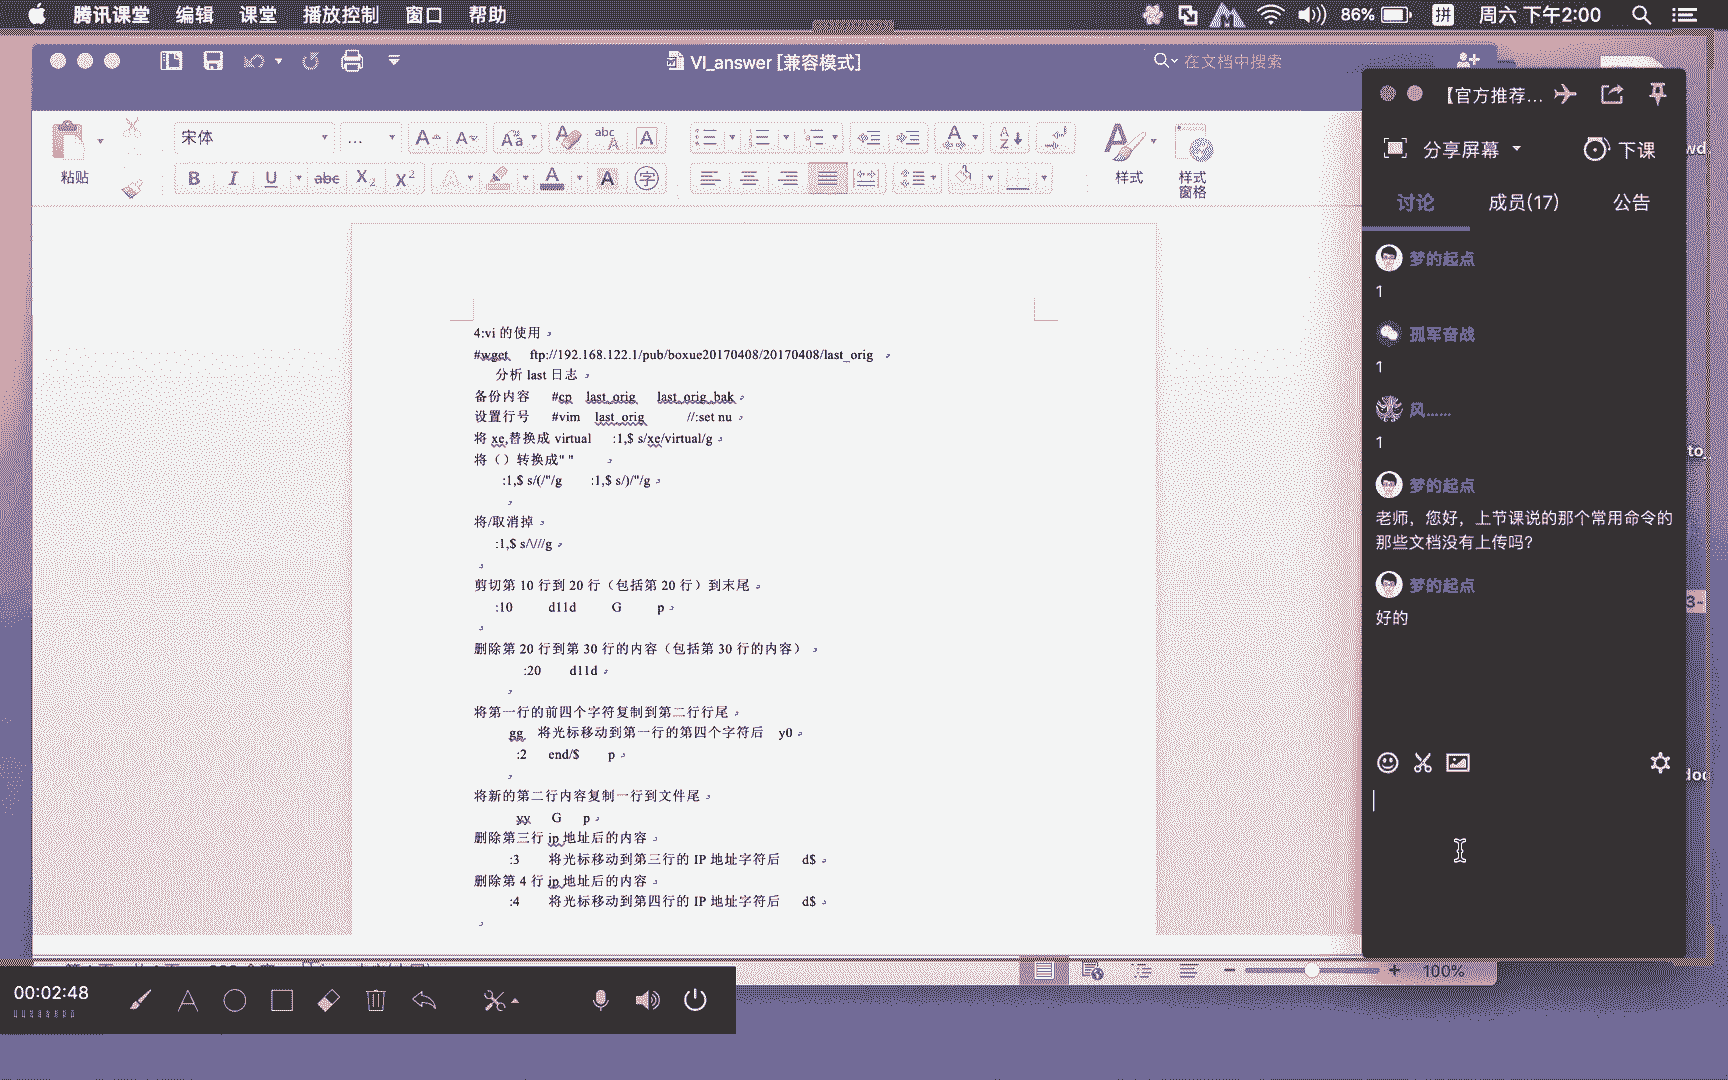 腾讯课堂 编辑 课堂 播放控制 窗口 帮助 86% 拼 周六 下午2:00
VI_answer [兼容模式] 在文档中搜索
宋体 ...
粘贴 样式 样式窗格
4:vi 的使用
#wget ftp://192.168.122.1/pub/boxue20170408/20170408/last_orig
分析 last 日志
备份内容 #cp last_orig last_orig_bak
设置行号 #vim last_orig //:set nu
将 xe,替换成 virtual :1,$ s/xe/virtual/g
将（）转换成" "
:1,$ s/(/"/g :1,$ s/)/"/g
将/取消掉
:1,$ s/\///g
剪切第 10 行到 20 行（包括第 20 行）到末尾
:10 d11d G p
删除第 20 行到第 30 行的内容（包括第 30 行的内容）
:20 d11d
将第一行的前四个字符复制到第二行行尾
gg 将光标移动到第一行的第四个字符后 y0
:2 end/$ p
将新的第二行内容复制一行到文件尾
yy G p
删除第三行 ip 地址后的内容
:3 将光标移动到第三行的 IP 地址字符后 d$
删除第 4 行 ip 地址后的内容
:4 将光标移动到第四行的 IP 地址字符后 d$
100%
00:02:48
【官方推荐...
分享屏幕 下课
讨论 成员(17) 公告
梦的起点
1
孤军奋战
1
风......
1
梦的起点
老师，您好，上节课说的那个常用命令的
那些文档没有上传吗？
梦的起点
好的